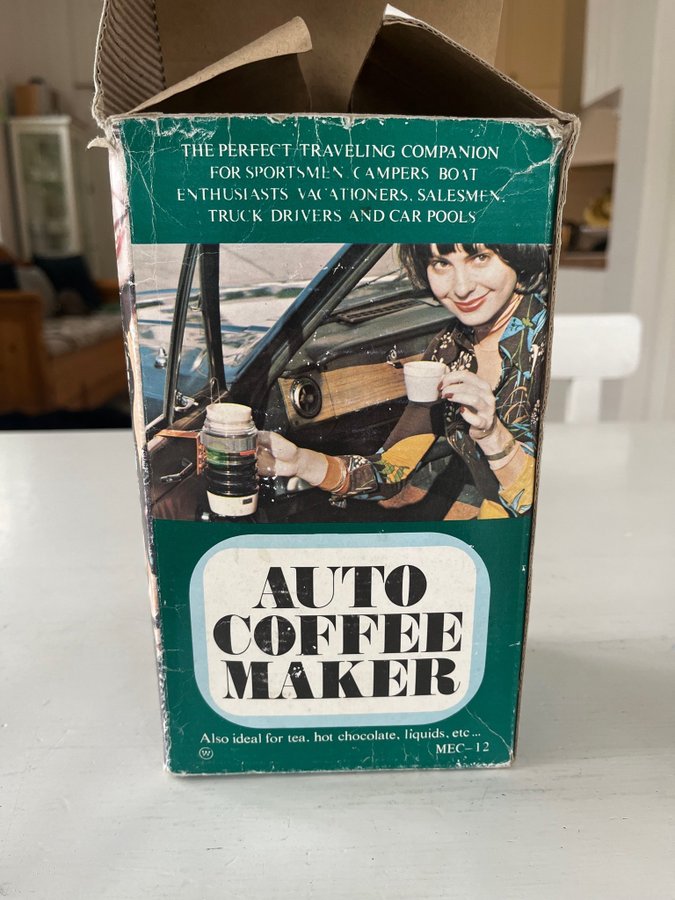 THE PERFECT TRAVELING COMPANION
FOR SPORTSMEN, CAMPERS, BOAT
ENTHUSIASTS, VACATIONERS, SALESMEN,
TRUCK DRIVERS AND CAR POOLS
AUTO
COFFEE
MAKER
Also ideal for tea, hot chocolate, liquids, etc...
W
MEC-12